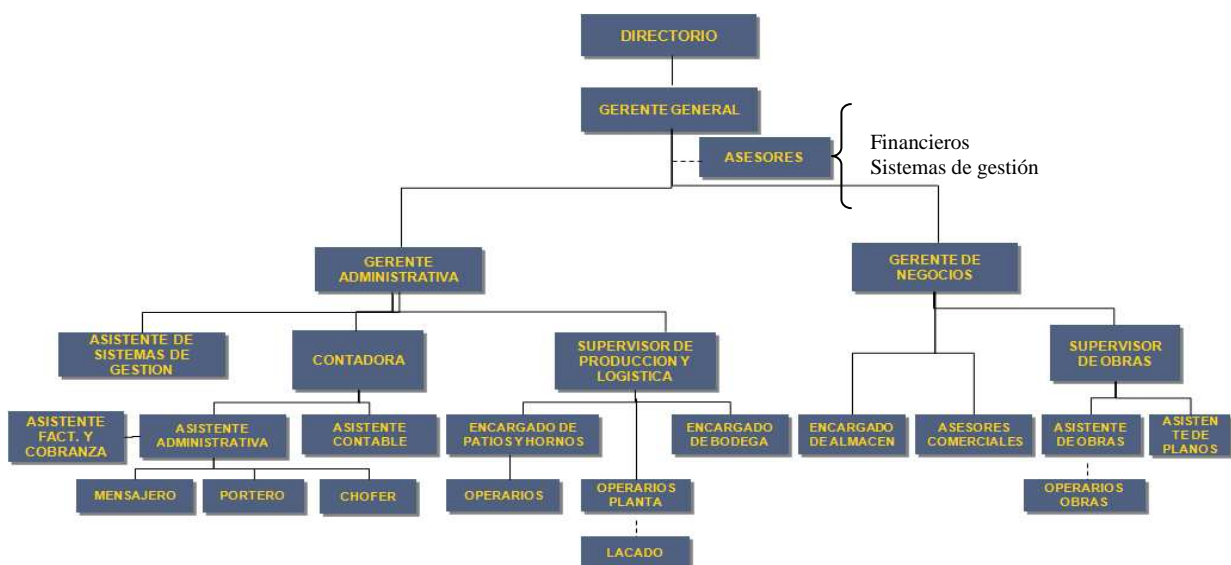 DIRECTORIO
GERENTE GENERAL
ASESORES
Financieros
Sistemas de gestión
GERENTE
ADMINISTRATIVA
GERENTE DE
NEGOCIOS
ASISTENTE DE
SISTEMAS DE
GESTION
CONTADORA
SUPERVISOR DE
PRODUCCION Y
LOGISTICA
SUPERVISOR
DE OBRAS
ASISTENTE
FACT. Y
COBRANZA
ASISTENTE
ADMINISTRATIVA
ASISTENTE
CONTABLE
ENCARGADO DE
PATIOS Y HORNOS
ENCARGADO
DE BODEGA
ENCARGADO
DE ALMACEN
ASESORES
COMERCIALES
ASISTENTE
DE OBRAS
ASISTEN
TE DE
PLANOS
MENSAJERO
PORTERO
CHOFER
OPERARIOS
OPERARIOS
PLANTA
OPERARIOS
OBRAS
LACADO